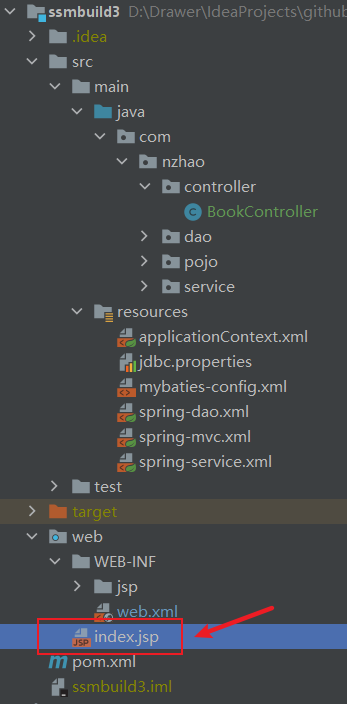 ssmbuild3 D:\Drawer\IdeaProjects\github
.idea
src
main
java
com
nzhao
controller
C BookController
dao
pojo
service
resources
applicationContext.xml
jdbc.properties
mybaties-config.xml
spring-dao.xml
spring-mvc.xml
spring-service.xml
test
target
web
WEB-INF
jsp
web.xml
JSP index.jsp
m pom.xml
ssmbuild3.iml